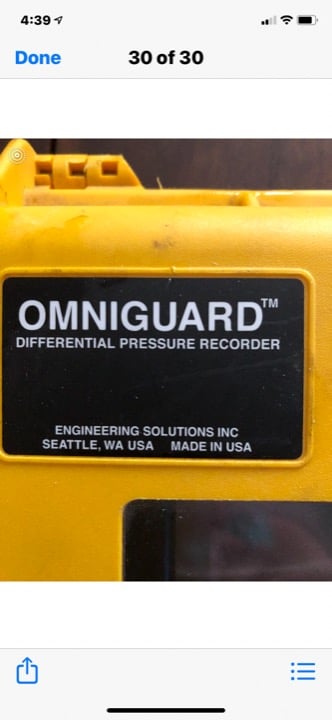 4:39
Done 30 of 30
OMNIGUARD™
DIFFERENTIAL PRESSURE RECORDER
ENGINEERING SOLUTIONS INC
SEATTLE, WA USA MADE IN USA